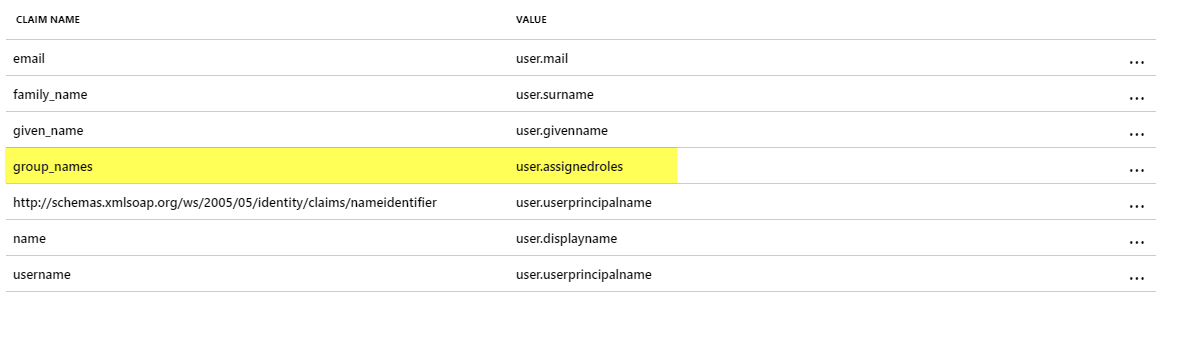 CLAIM NAME VALUE
email user.mail ...
family_name user.surname ...
given_name user.givenname ...
group_names user.assignedroles ...
http://schemas.xmlsoap.org/ws/2005/05/identity/claims/nameidentifier user.userprincipalname ...
name user.displayname ...
username user.userprincipalname ...